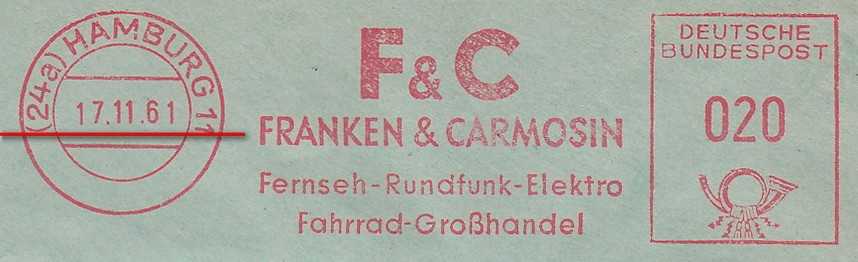 (24a) HAMBURG 11
17.11.61
F & C
FRANKEN & CARMOSIN
Fernseh-Rundfunk-Elektro
Fahrrad-Großhandel
DEUTSCHE
BUNDESPOST
020